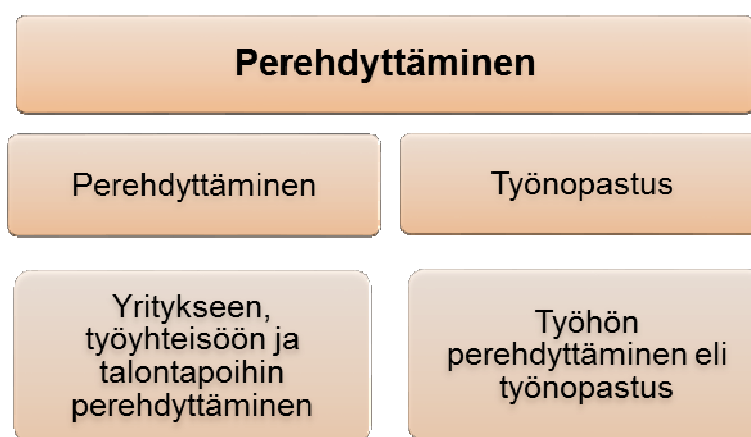 Perehdyttäminen
Perehdyttäminen
Työnopastus
Yritykseen,
työyhteisöön ja
talontapoihin
perehdyttäminen
Työhön
perehdyttäminen eli
työnopastus